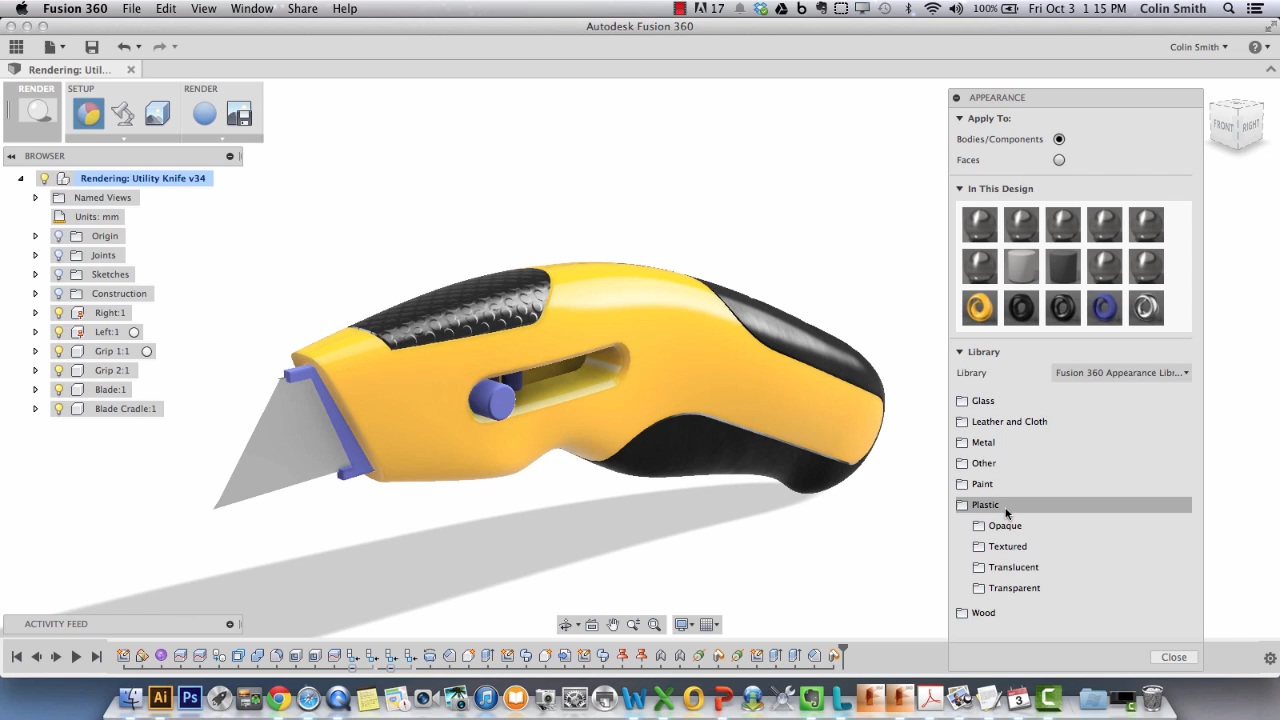 Fusion 360 File Edit View Window Share Help 17 100% Fri Oct 3 1:15 PM Colin Smith
Autodesk Fusion 360
Colin Smith
Rendering: Util...
RENDER SETUP RENDER
BROWSER
Rendering: Utility Knife v34
Named Views
Units: mm
Origin
Joints
Sketches
Construction
Right:1
Left:1
Grip 1:1
Grip 2:1
Blade:1
Blade Cradle:1
ACTIVITY FEED
APPEARANCE
Apply To:
Bodies/Components
Faces
In This Design
Library
Library Fusion 360 Appearance Libr...
Glass
Leather and Cloth
Metal
Other
Paint
Plastic
Opaque
Textured
Translucent
Transparent
Wood
Close
FRONT RIGHT
Ai Ps
3